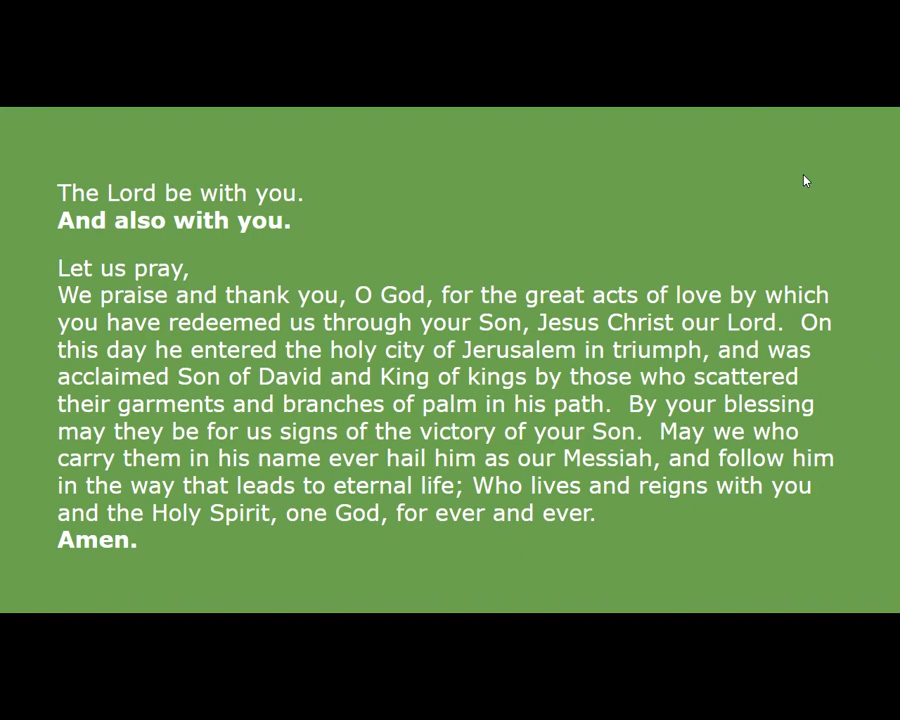 The Lord be with you.
And also with you.
Let us pray,
We praise and thank you, O God, for the great acts of love by which
you have redeemed us through your Son, Jesus Christ our Lord.  On
this day he entered the holy city of Jerusalem in triumph, and was
acclaimed Son of David and King of kings by those who scattered
their garments and branches of palm in his path.  By your blessing
may they be for us signs of the victory of your Son.  May we who
carry them in his name ever hail him as our Messiah, and follow him
in the way that leads to eternal life; Who lives and reigns with you
and the Holy Spirit, one God, for ever and ever.
Amen.